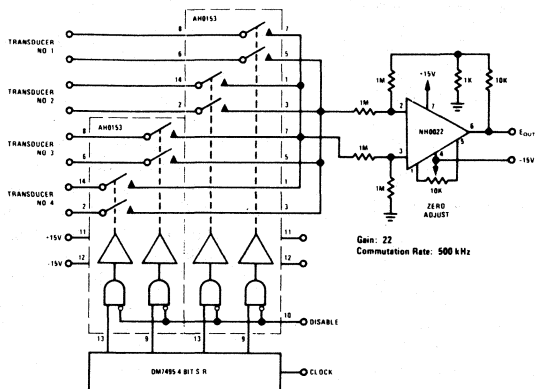 AH0153
TRANSDUCER
NO 1
8
7
6
5
TRANSDUCER
NO 2
14
1
2
3
AH0153
TRANSDUCER
NO 3
8
7
6
5
TRANSDUCER
NO 4
14
1
2
3
+15V
11
11
-15V
12
12
10
DISABLE
13
9
13
9
DM7495 4 BIT S R
CLOCK
1M
1M
1M
1M
+15V
1K
10K
2
7
NH0022
6
EOUT
3
4
5
1
-15V
10K
ZERO
ADJUST
Gain: 22
Commutation Rate: 500 kHz